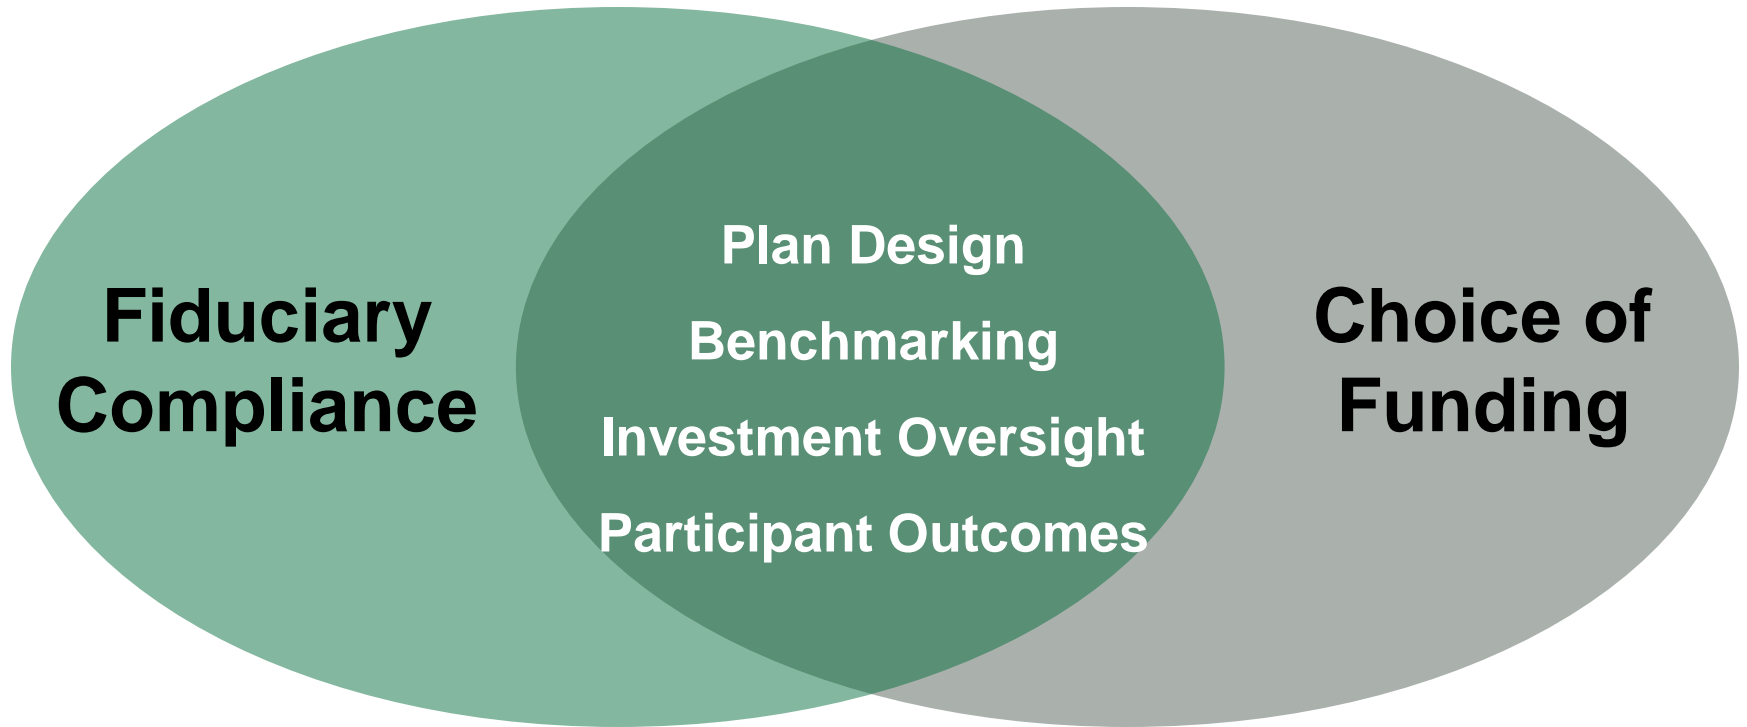 Fiduciary
Compliance
Plan Design
Benchmarking
Investment Oversight
Participant Outcomes
Choice of
Funding